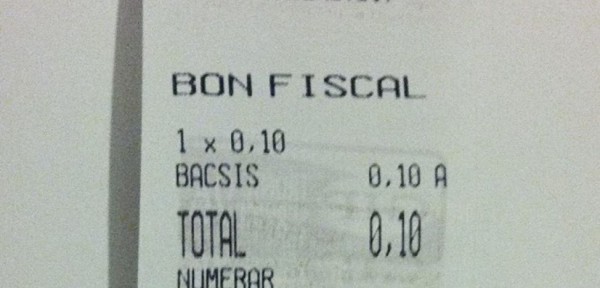 BON FISCAL
1 x 0,10
BACSIS 0,10 A
TOTAL 0,10
NUMERAR